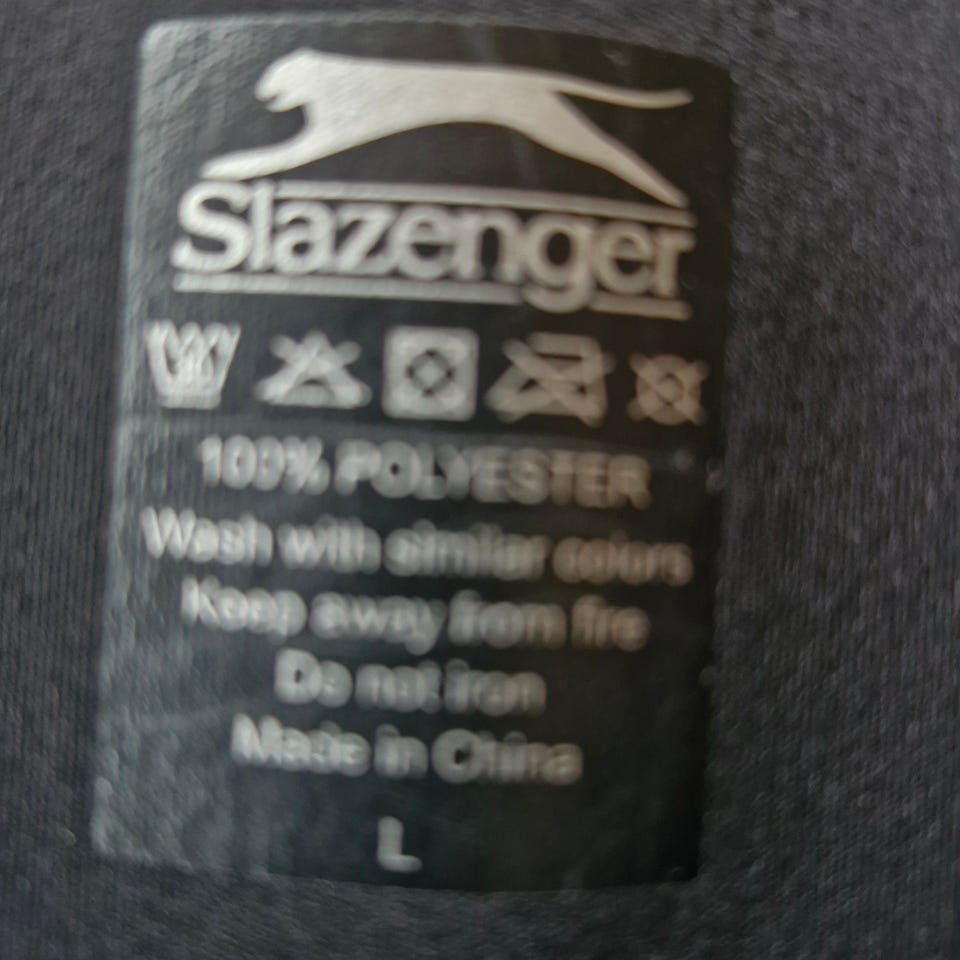 Slazenger
100% POLYESTER
Wash with similar colors
Keep away from fire
Do not iron
Made in China
L